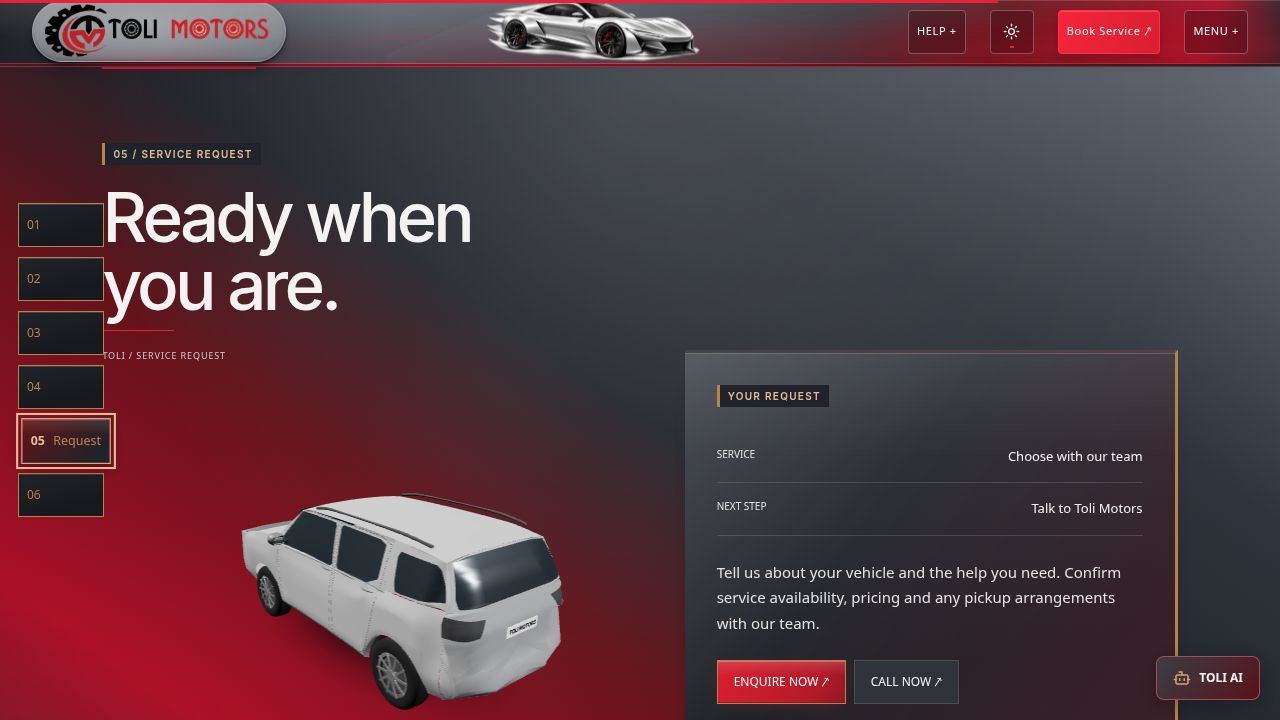 TOLI MOTORS
HELP +
Book Service ↗
MENU +
05 / SERVICE REQUEST
Ready when
you are.
TOLI / SERVICE REQUEST
01
02
03
04
05 Request
06
TOLI MOTORS
YOUR REQUEST
SERVICE Choose with our team
NEXT STEP Talk to Toli Motors
Tell us about your vehicle and the help you need. Confirm
service availability, pricing and any pickup arrangements
with our team.
ENQUIRE NOW ↗
CALL NOW ↗
TOLI AI